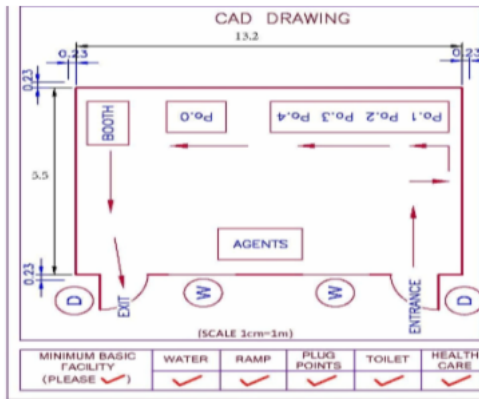 CAD DRAWING
13.2
0.23
0.23
0.23
BOOTH
Po.0
Po.4 Po.3 Po.2 Po.1
5.5
AGENTS
0.23
D
EXIT
W
W
ENTRANCE
D
(SCALE 1cm=1m)
MINIMUM BASIC FACILITY (PLEASE ✓)
WATER
RAMP
PLUG POINTS
TOILET
HEALTH CARE
✓ ✓ ✓ ✓ ✓